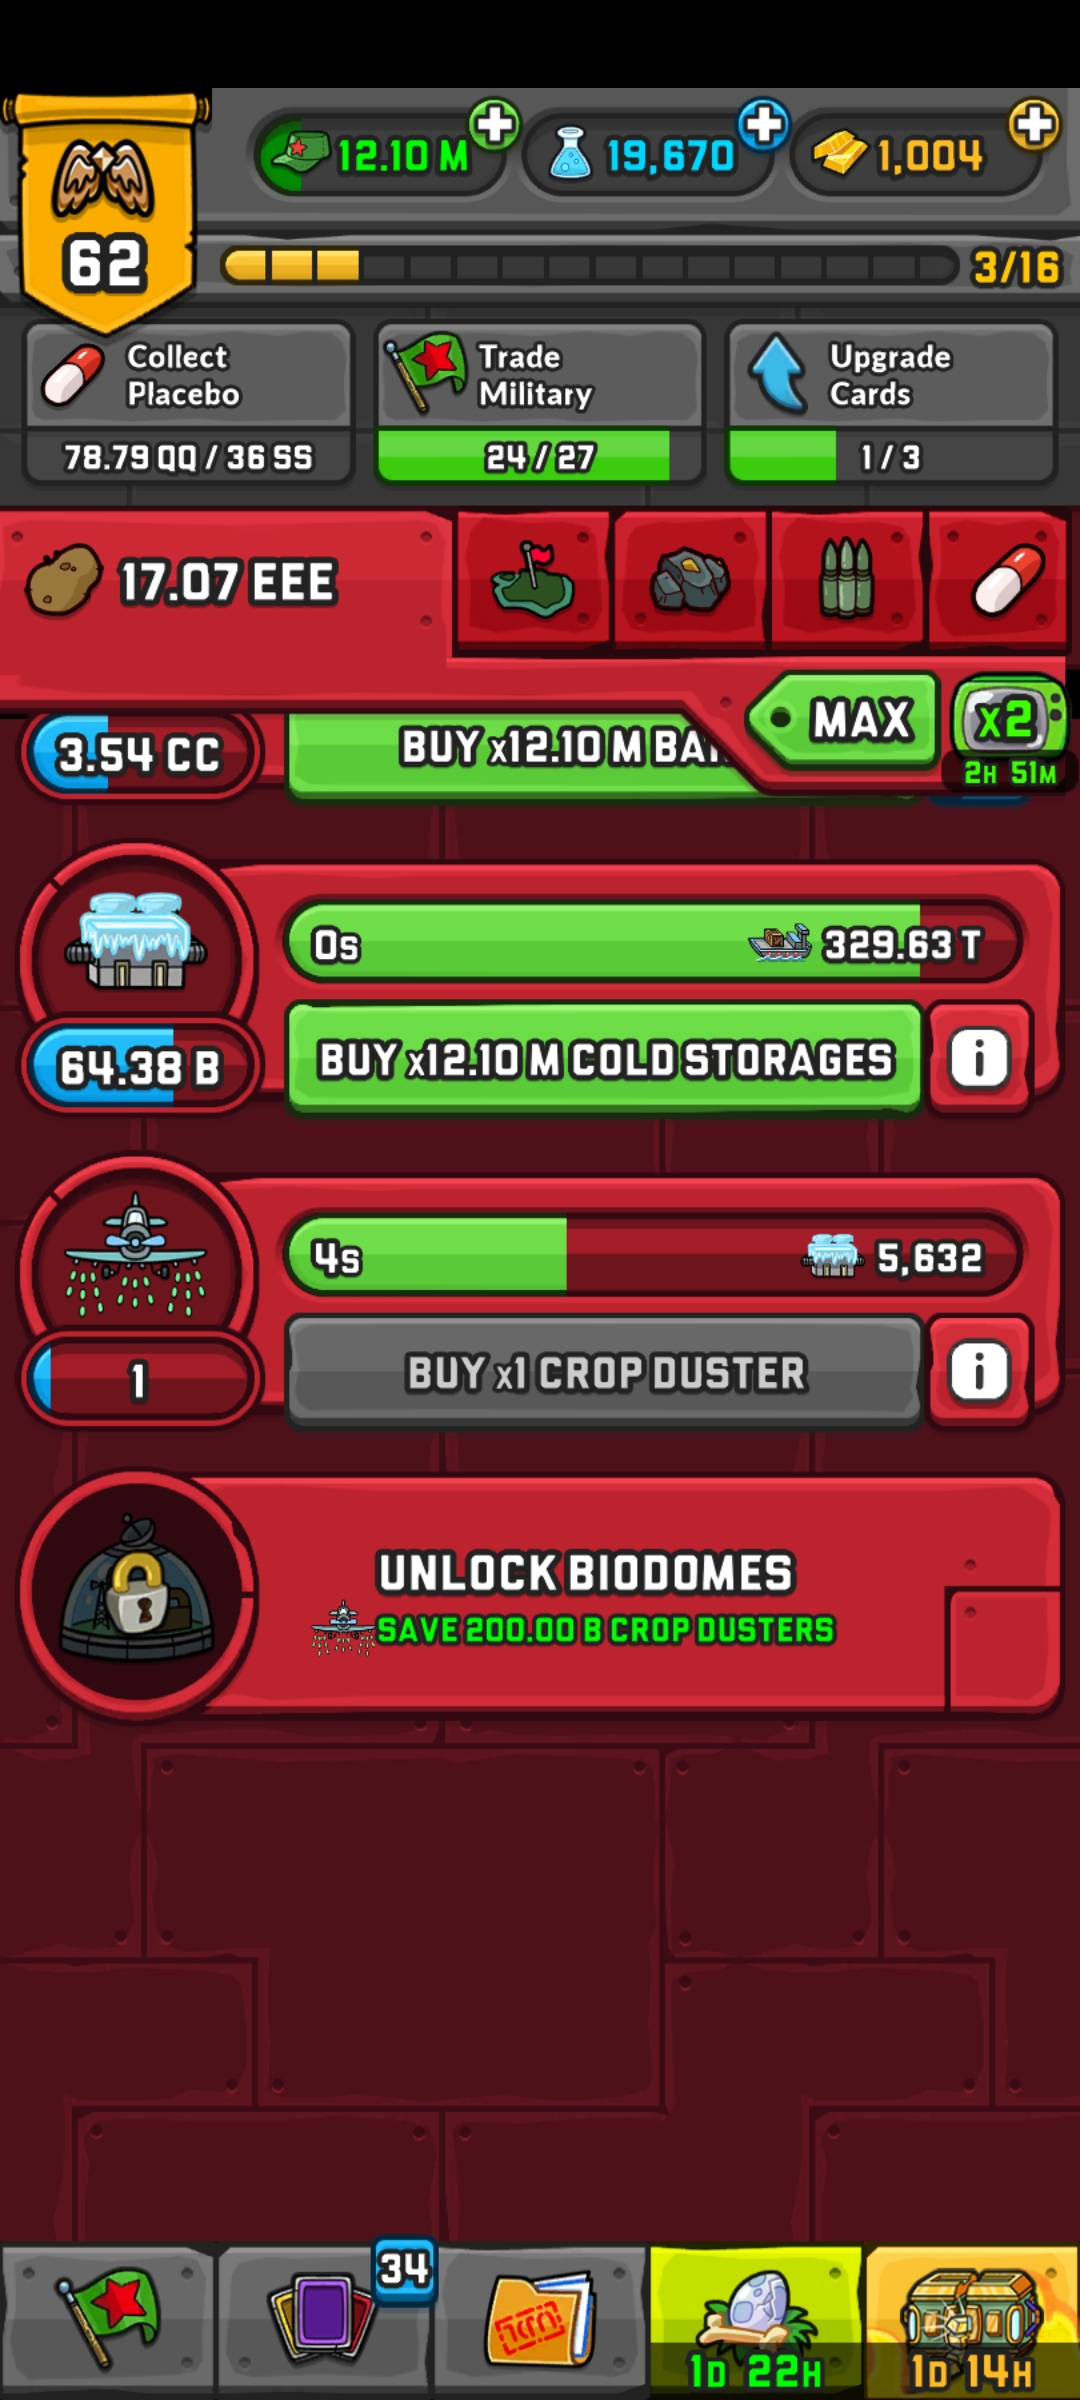 12.10 M
19,670
1,004
62
3/16
Collect
Placebo
78.79 QQ / 36 SS
Trade
Military
24 / 27
Upgrade
Cards
1 / 3
17.07 EEE
MAX
x2
2H 51M
3.54 CC
BUY x12.10 M
0s
329.63 T
64.38 B
BUY x12.10 M COLD STORAGES
i
4s
5,632
1
BUY x1 CROP DUSTER
i
UNLOCK BIODOMES
SAVE 200.00 B CROP DUSTERS
34
1D 22H
1D 14H